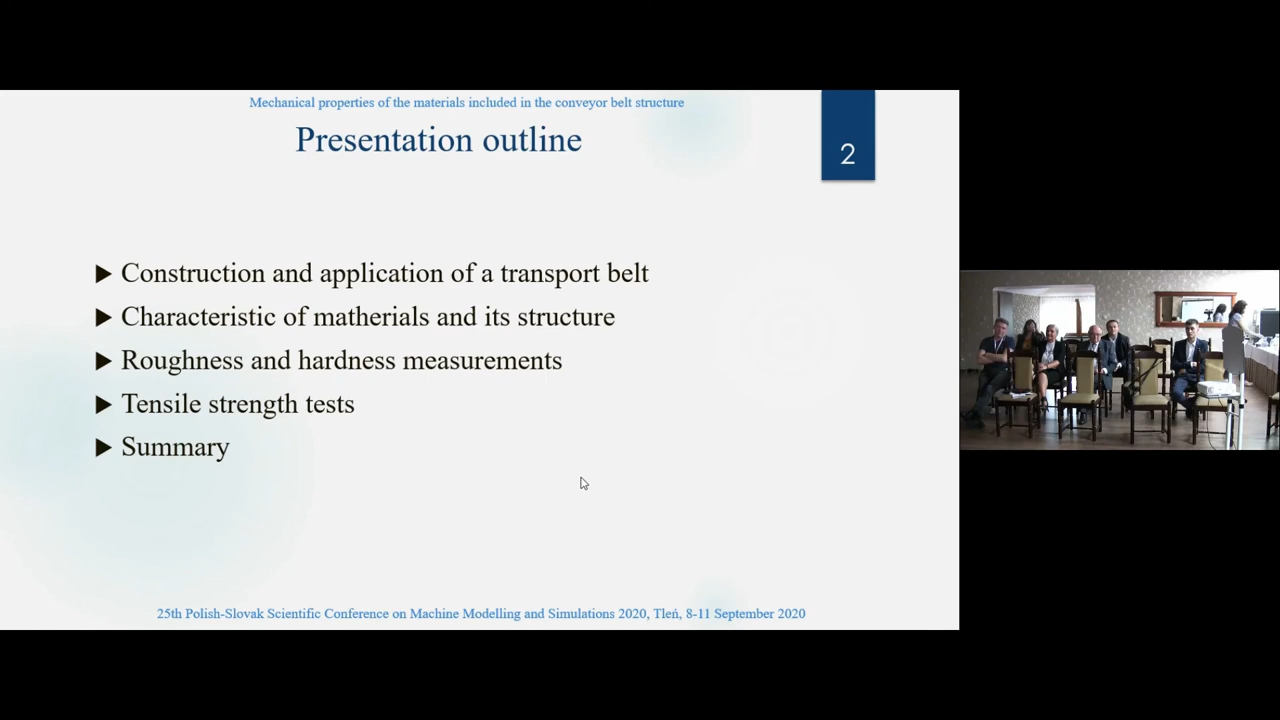 Mechanical properties of the materials included in the conveyor belt structure
Presentation outline
2
Construction and application of a transport belt
Characteristic of matherials and its structure
Roughness and hardness measurements
Tensile strength tests
Summary
25th Polish-Slovak Scientific Conference on Machine Modelling and Simulations 2020, Tleń, 8-11 September 2020